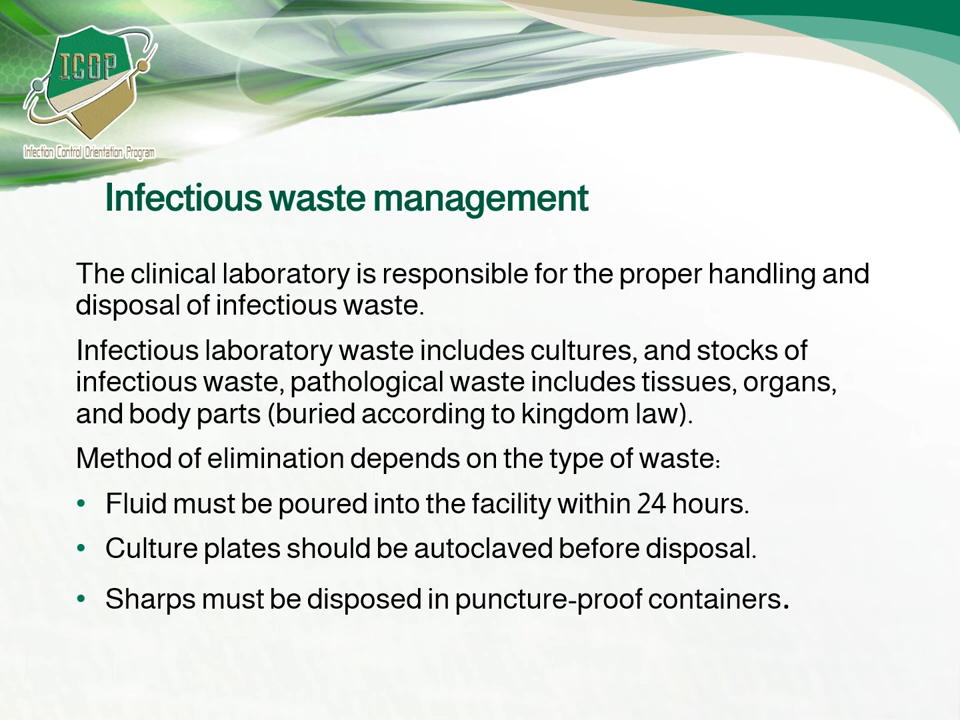 ICOP
Infection Control Orientation Program
Infectious waste management
The clinical laboratory is responsible for the proper handling and
disposal of infectious waste.
Infectious laboratory waste includes cultures, and stocks of
infectious waste, pathological waste includes tissues, organs,
and body parts (buried according to kingdom law).
Method of elimination depends on the type of waste:
• Fluid must be poured into the facility within 24 hours.
• Culture plates should be autoclaved before disposal.
• Sharps must be disposed in puncture-proof containers.